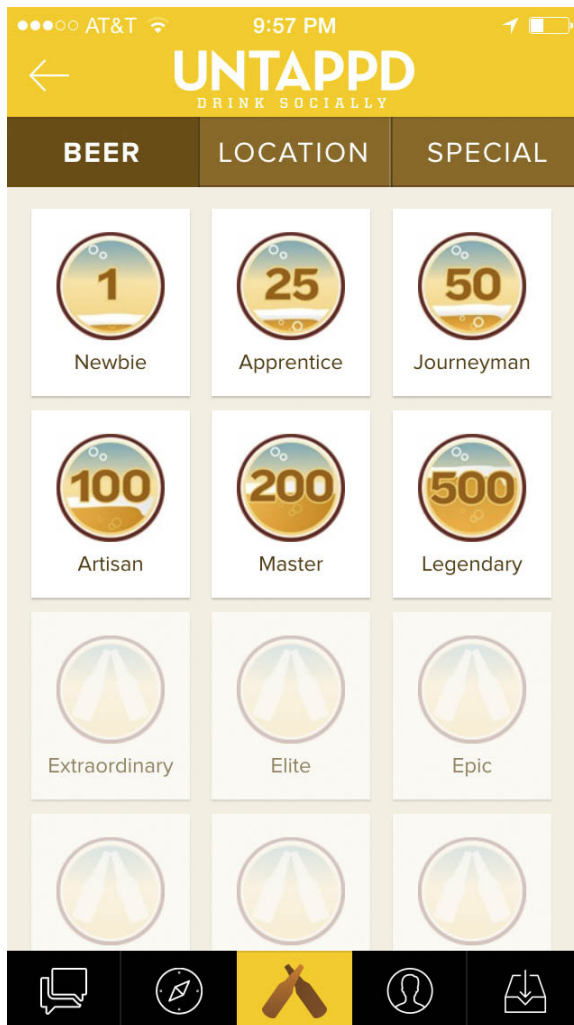 AT&T 9:57 PM
UNTAPPD
DRINK SOCIALLY
BEER LOCATION SPECIAL
1 25 50
Newbie Apprentice Journeyman
100 200 500
Artisan Master Legendary
Extraordinary Elite Epic